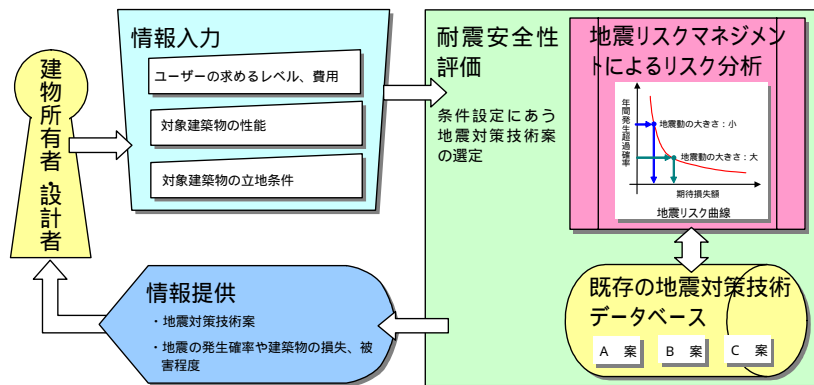 建物所有者・設計者
情報入力
ユーザーの求めるレベル、費用
対象建築物の性能
対象建築物の立地条件
耐震安全性
評価
条件設定にあう
地震対策技術案
の選定
地震リスクマネジメン
トによるリスク分析
年間発生超過確率
地震動の大きさ：小
地震動の大きさ：大
期待損失額
地震リスク曲線
既存の地震対策技術
データベース
A 案
B 案
C 案
情報提供
・地震対策技術案
・地震の発生確率や建築物の損失、被
害程度